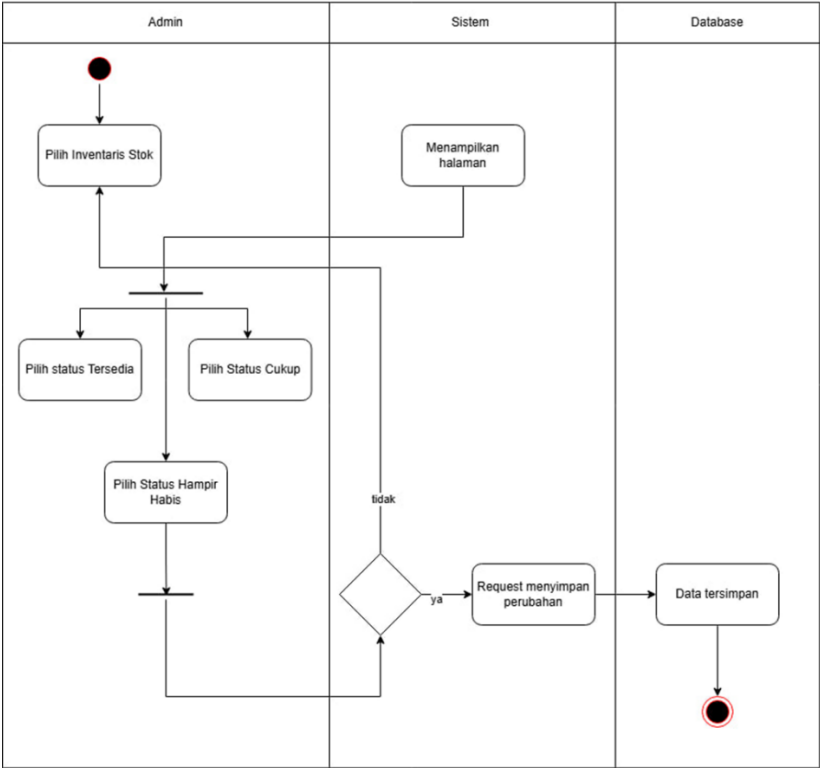 Admin
Sistem
Database
Pilih Inventaris Stok
Menampilkan
halaman
Pilih status Tersedia
Pilih Status Cukup
Pilih Status Hampir
Habis
tidak
ya
Request menyimpan
perubahan
Data tersimpan